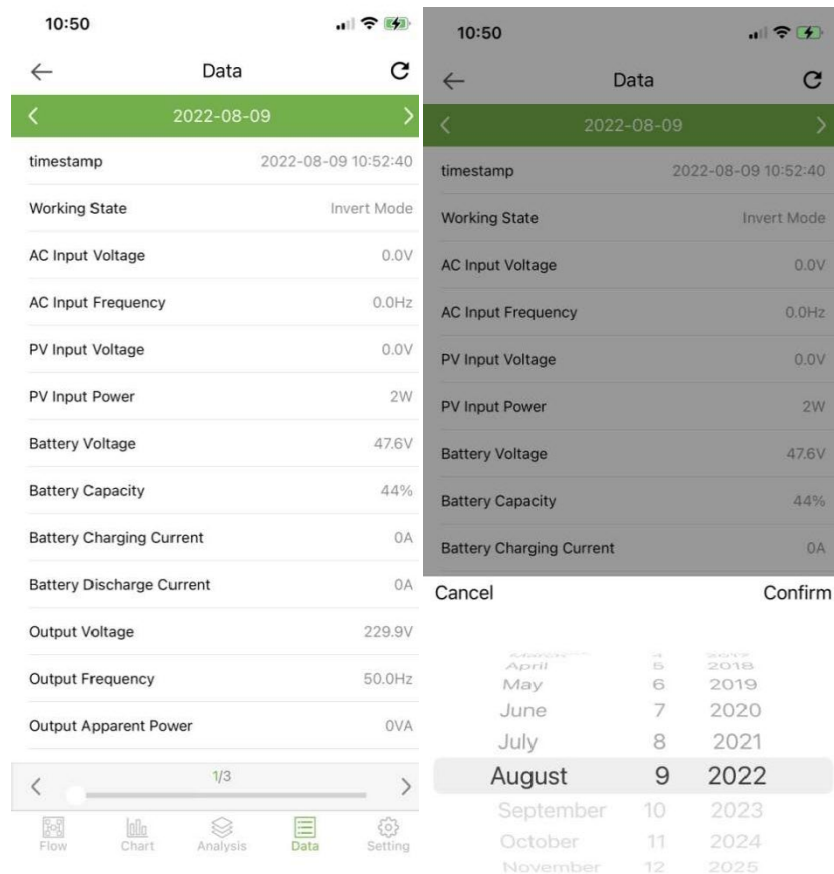 10:50
Data
2022-08-09
timestamp 2022-08-09 10:52:40
Working State Invert Mode
AC Input Voltage 0.0V
AC Input Frequency 0.0Hz
PV Input Voltage 0.0V
PV Input Power 2W
Battery Voltage 47.6V
Battery Capacity 44%
Battery Charging Current 0A
Battery Discharge Current 0A
Output Voltage 229.9V
Output Frequency 50.0Hz
Output Apparent Power 0VA
1/3
Flow Chart Analysis Data Setting
10:50
Data
2022-08-09
timestamp 2022-08-09 10:52:40
Working State Invert Mode
AC Input Voltage 0.0V
AC Input Frequency 0.0Hz
PV Input Voltage 0.0V
PV Input Power 2W
Battery Voltage 47.6V
Battery Capacity 44%
Battery Charging Current 0A
Cancel Confirm
March 4 2017
April 5 2018
May 6 2019
June 7 2020
July 8 2021
August 9 2022
September 10 2023
October 11 2024
November 12 2025